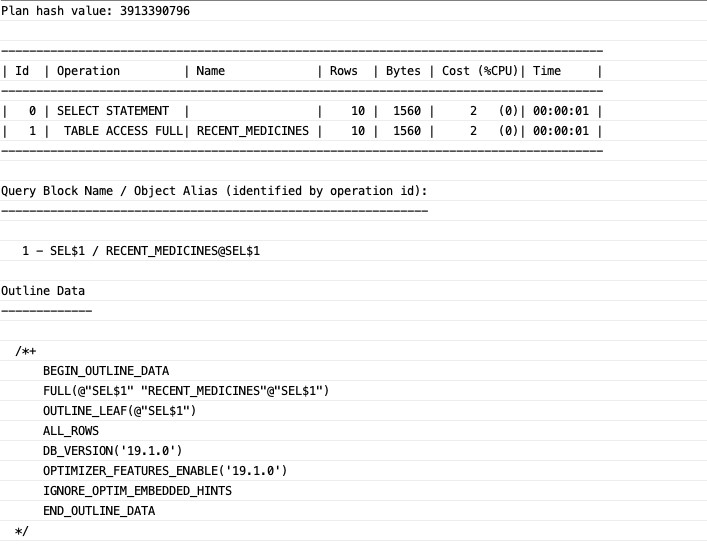 Plan hash value: 3913390796
--------------------------------------------------------------------------------------
| Id  | Operation         | Name             | Rows  | Bytes | Cost (%CPU)| Time     |
--------------------------------------------------------------------------------------
|   0 | SELECT STATEMENT  |                  |    10 |  1560 |     2   (0)| 00:00:01 |
|   1 |  TABLE ACCESS FULL| RECENT_MEDICINES |    10 |  1560 |     2   (0)| 00:00:01 |
--------------------------------------------------------------------------------------
Query Block Name / Object Alias (identified by operation id):
-------------------------------------------------------------
   1 - SEL$1 / RECENT_MEDICINES@SEL$1
Outline Data
-------------
  /*+
      BEGIN_OUTLINE_DATA
      FULL(@"SEL$1" "RECENT_MEDICINES"@"SEL$1")
      OUTLINE_LEAF(@"SEL$1")
      ALL_ROWS
      DB_VERSION('19.1.0')
      OPTIMIZER_FEATURES_ENABLE('19.1.0')
      IGNORE_OPTIM_EMBEDDED_HINTS
      END_OUTLINE_DATA
  */